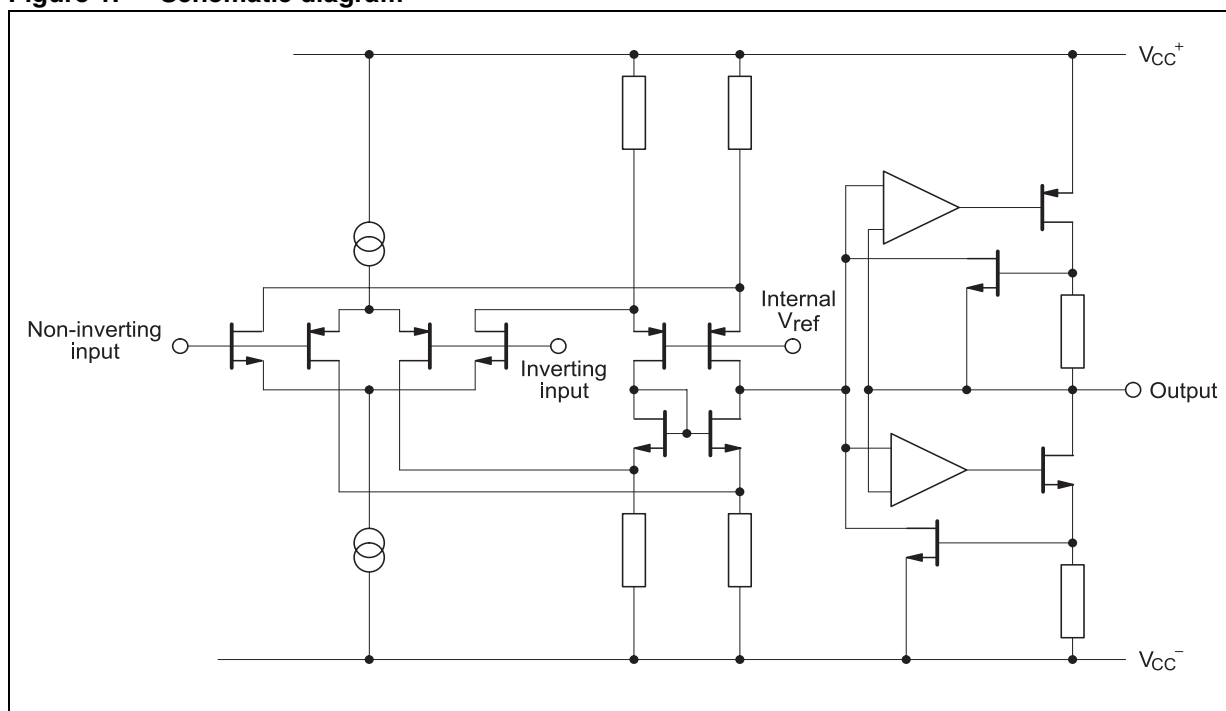 Figure 1. Schematic diagram
VCC+
Non-inverting
input
Inverting
input
Internal
Vref
Output
VCC−